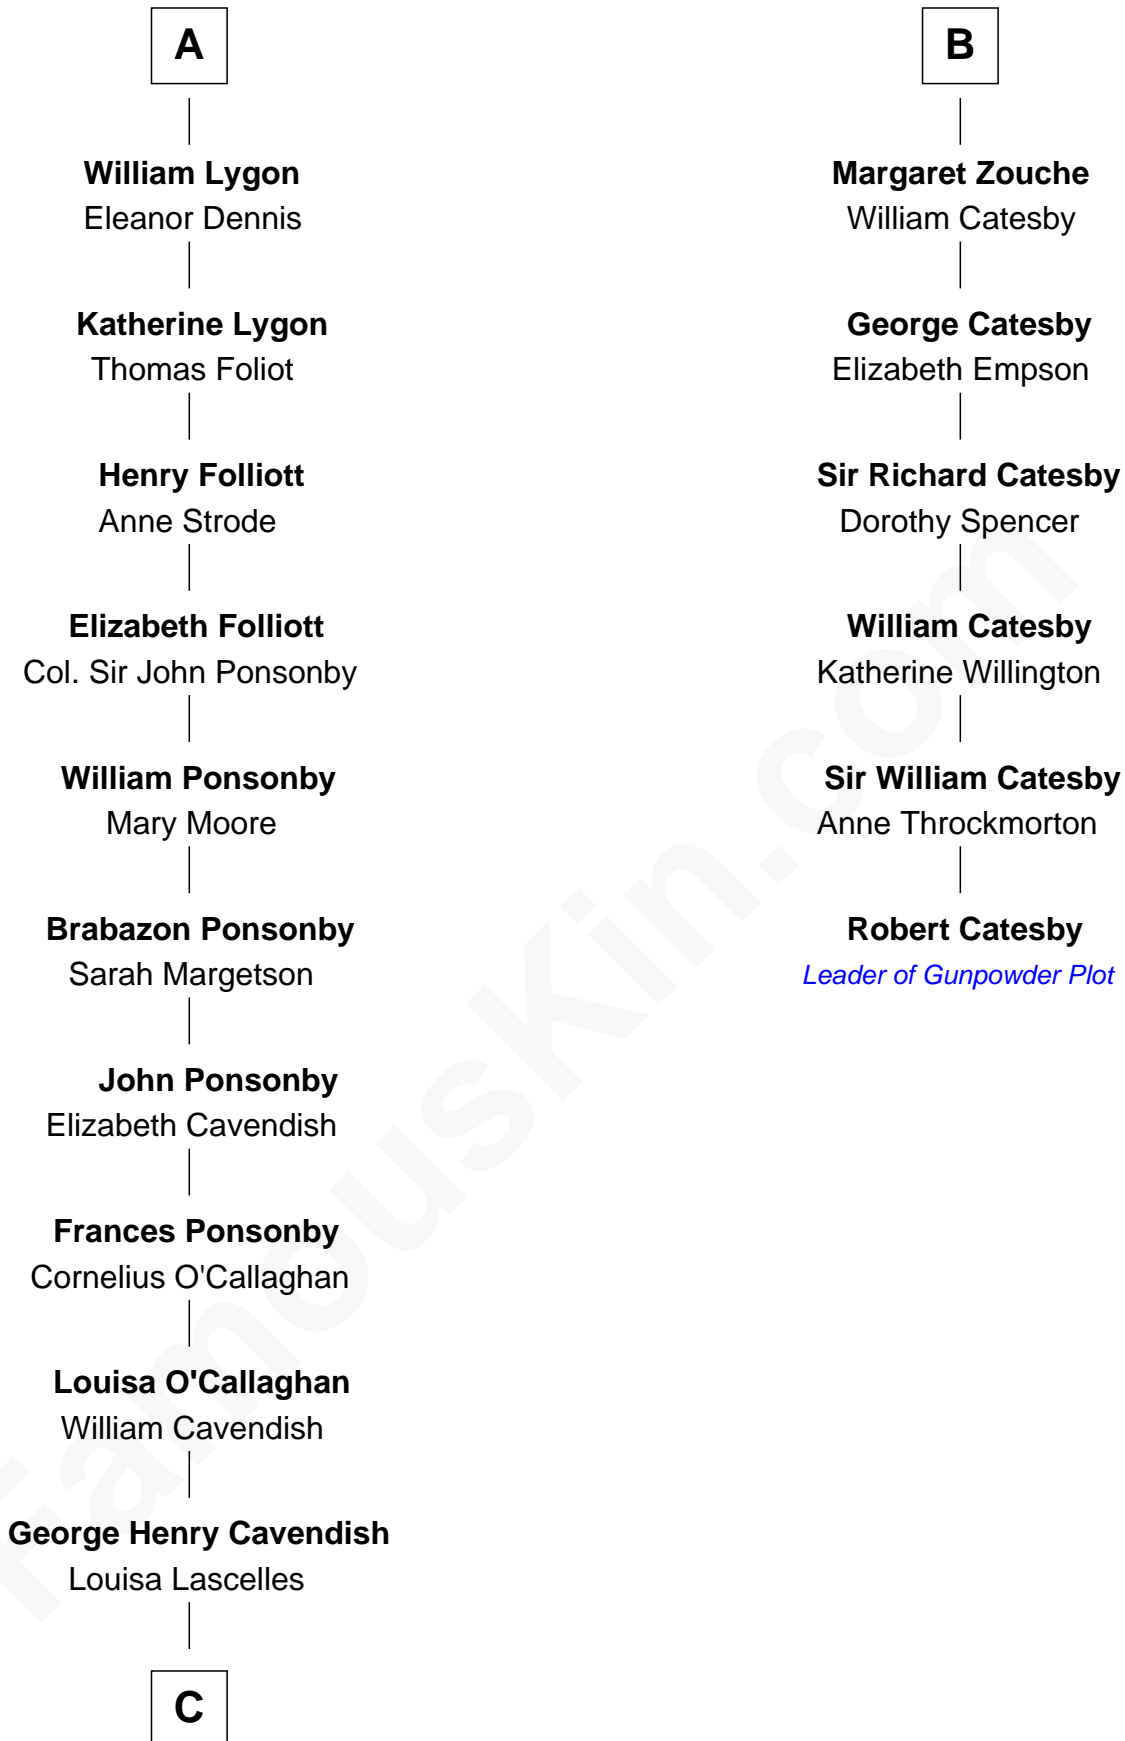 A
William Lygon
Eleanor Dennis
Katherine Lygon
Thomas Foliot
Henry Folliott
Anne Strode
Elizabeth Folliott
Col. Sir John Ponsonby
William Ponsonby
Mary Moore
Brabazon Ponsonby
Sarah Margetson
John Ponsonby
Elizabeth Cavendish
Frances Ponsonby
Cornelius O'Callaghan
Louisa O'Callaghan
William Cavendish
George Henry Cavendish
Louisa Lascelles
C
B
Margaret Zouche
William Catesby
George Catesby
Elizabeth Empson
Sir Richard Catesby
Dorothy Spencer
William Catesby
Katherine Willington
Sir William Catesby
Anne Throckmorton
Robert Catesby
Leader of Gunpowder Plot
FamousKin.com